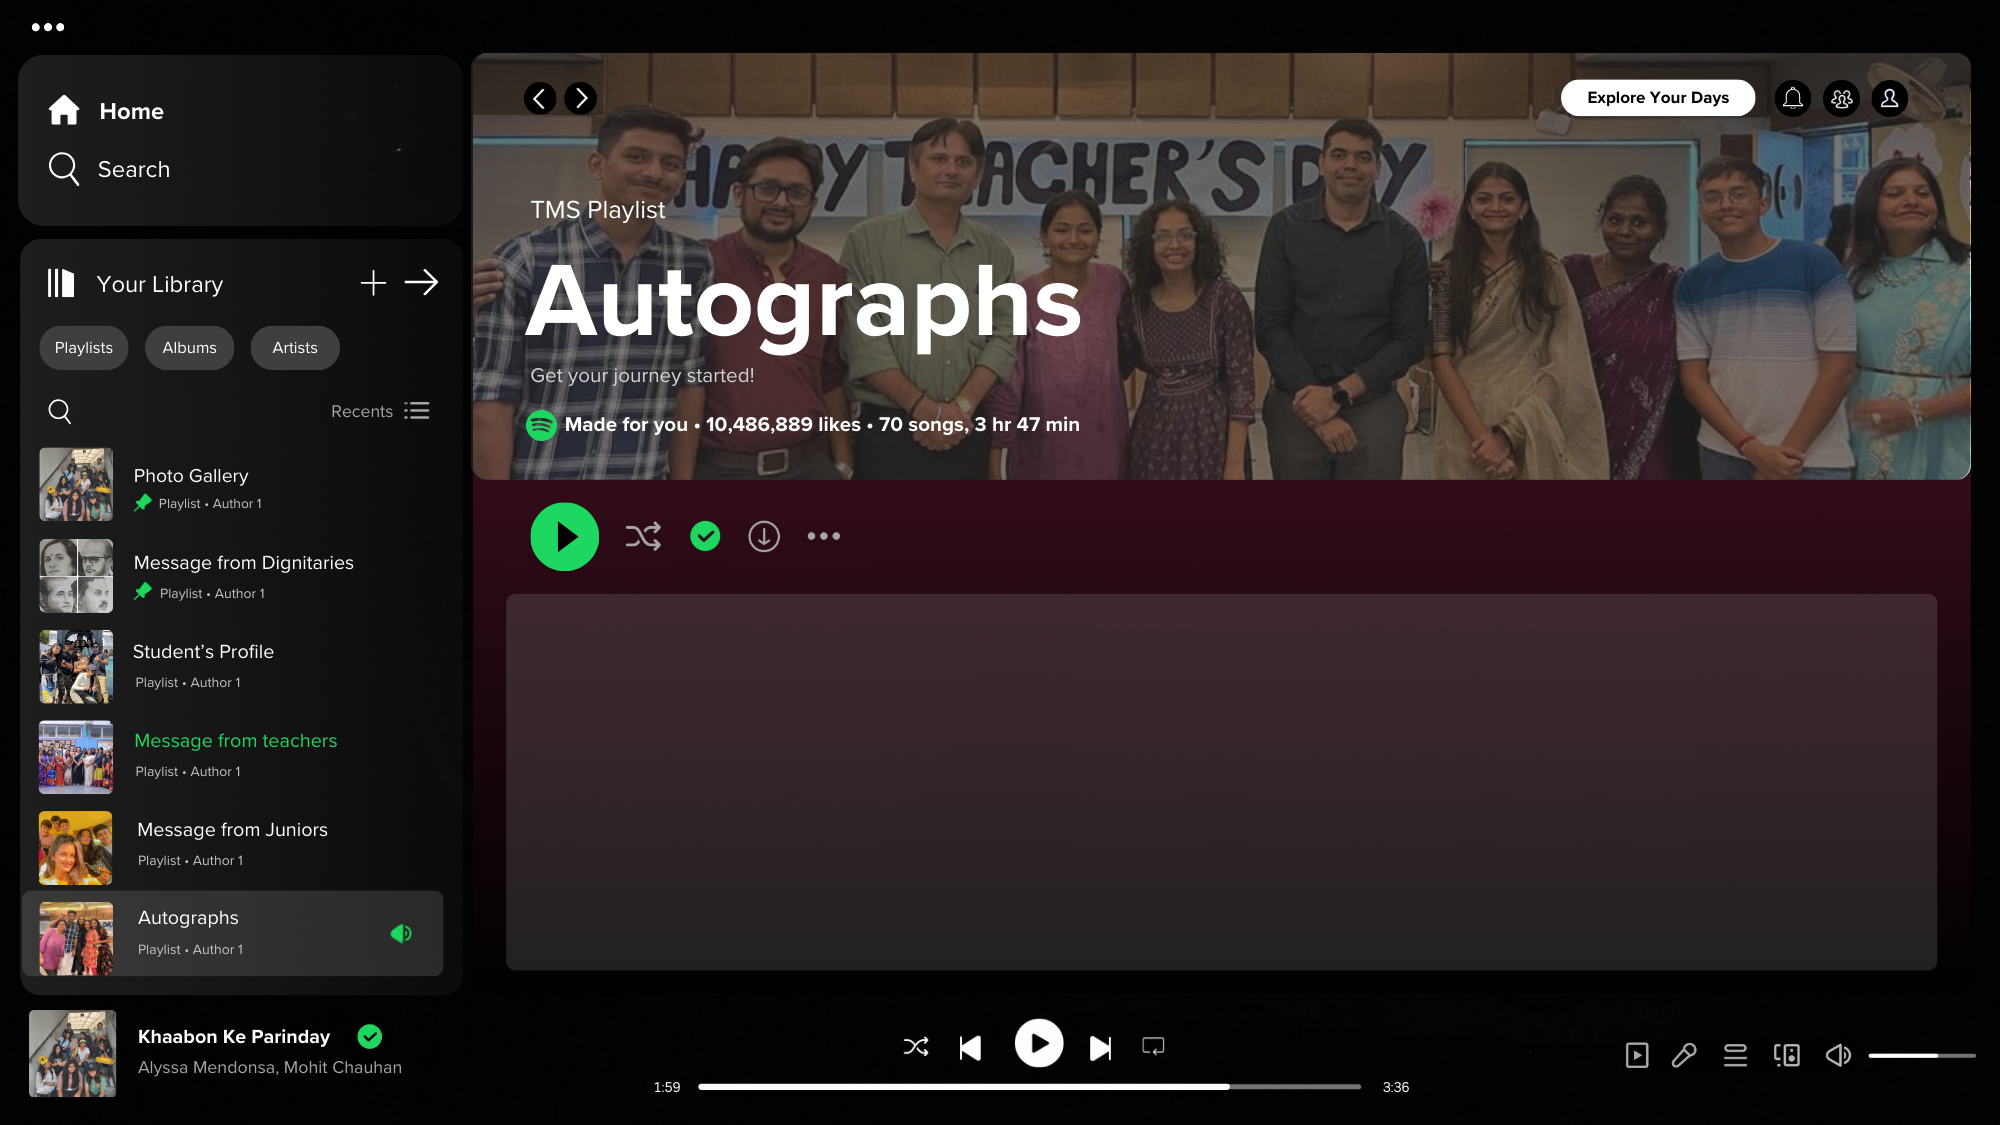 Home
Search
Your Library
Playlists
Albums
Artists
Recents
Photo Gallery
Playlist • Author 1
Message from Dignitaries
Playlist • Author 1
Student’s Profile
Playlist • Author 1
Message from teachers
Playlist • Author 1
Message from Juniors
Playlist • Author 1
Autographs
Playlist • Author 1
Explore Your Days
HAPPY TEACHER'S DAY
TMS Playlist
Autographs
Get your journey started!
Made for you • 10,486,889 likes • 70 songs, 3 hr 47 min
Khaabon Ke Parinday
Alyssa Mendonsa, Mohit Chauhan
1:59
3:36